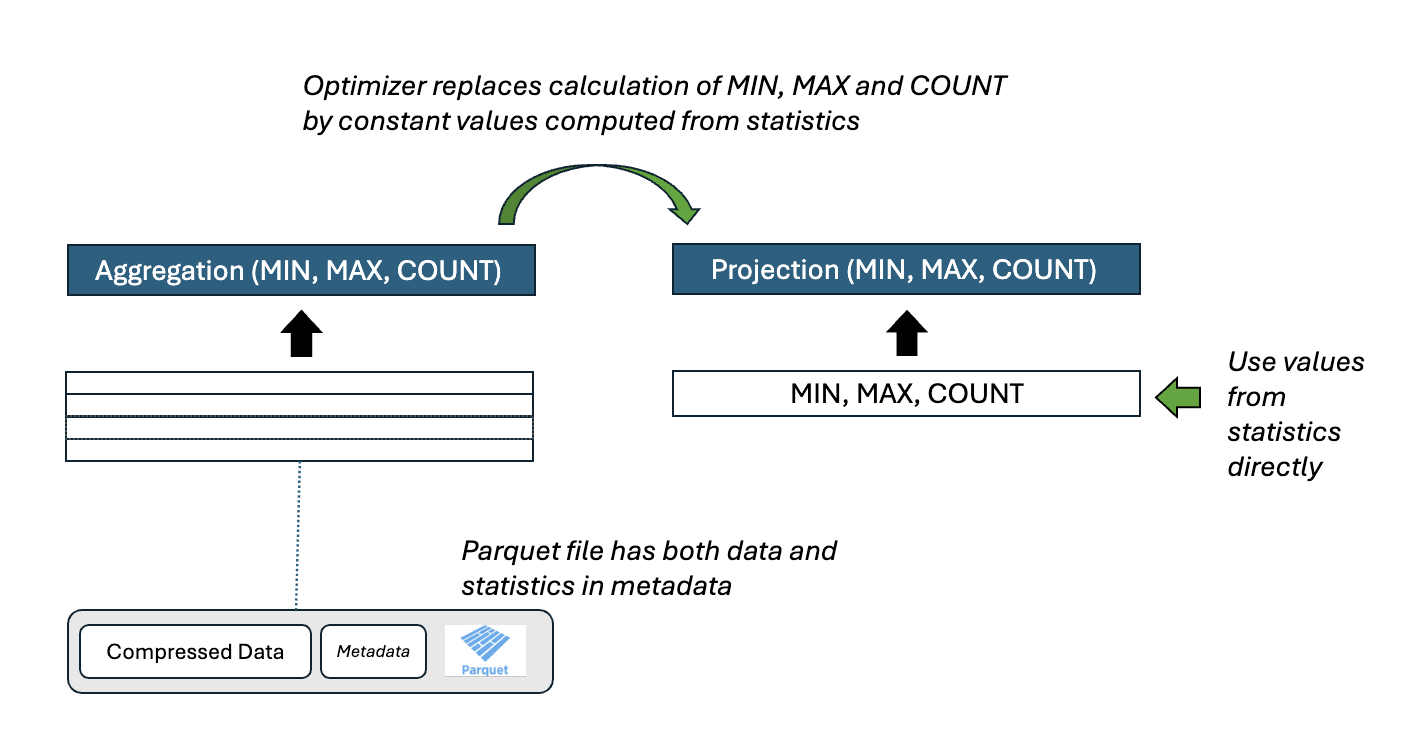 Optimizer replaces calculation of MIN, MAX and COUNT
by constant values computed from statistics
Aggregation (MIN, MAX, COUNT)
Projection (MIN, MAX, COUNT)
MIN, MAX, COUNT
Use values
from
statistics
directly
Parquet file has both data and
statistics in metadata
Compressed Data
Metadata
Parquet